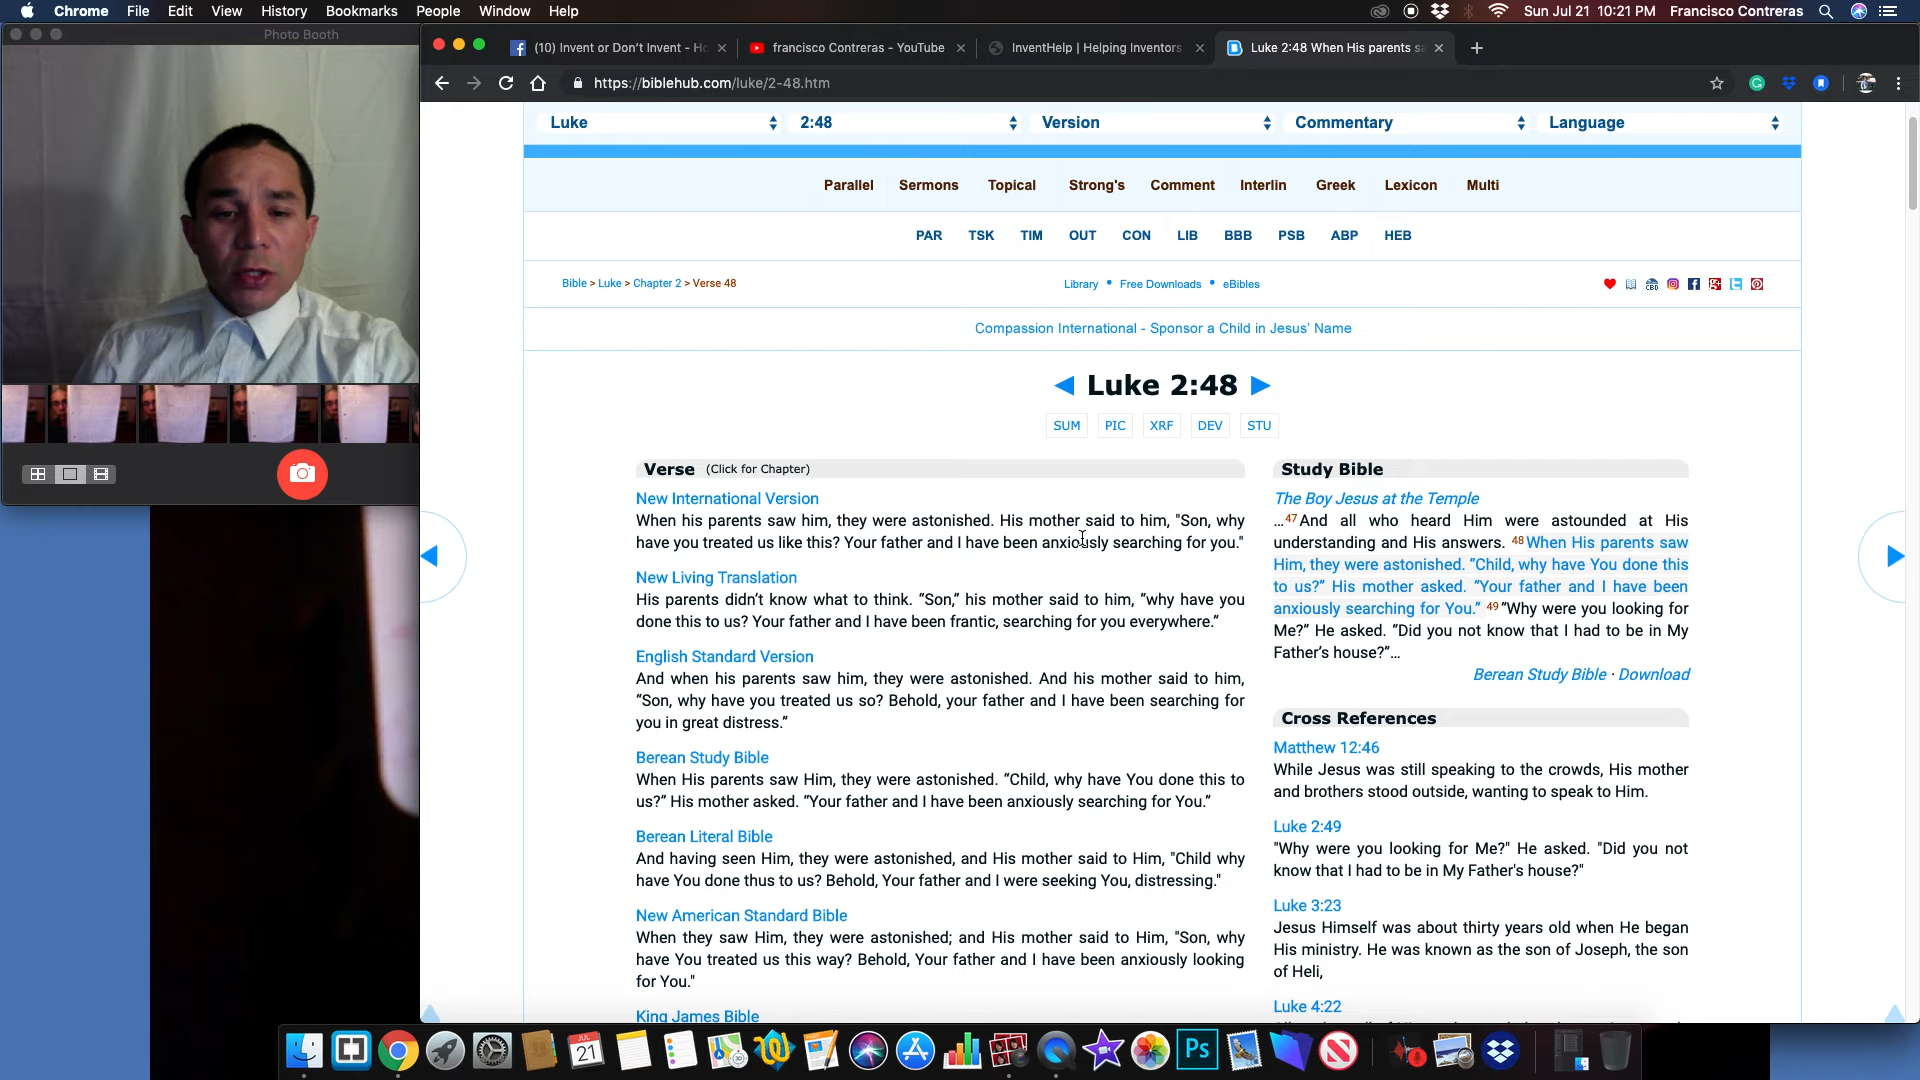 Chrome File Edit View History Bookmarks People Window Help
Sun Jul 21 10:21 PM Francisco Contreras
Photo Booth
(10) Invent or Don't Invent - Ho
francisco Contreras - YouTube
InventHelp | Helping Inventors
Luke 2:48 When His parents sa
https://biblehub.com/luke/2-48.htm
Luke 2:48 Version Commentary Language
Parallel Sermons Topical Strong's Comment Interlin Greek Lexicon Multi
PAR TSK TIM OUT CON LIB BBB PSB ABP HEB
Bible > Luke > Chapter 2 > Verse 48
Library • Free Downloads • eBibles
CBD
Compassion International - Sponsor a Child in Jesus' Name
Luke 2:48
SUM PIC XRF DEV STU
Verse (Click for Chapter)
New International Version
When his parents saw him, they were astonished. His mother said to him, "Son, why
have you treated us like this? Your father and I have been anxiously searching for you."
New Living Translation
His parents didn’t know what to think. “Son,” his mother said to him, “why have you
done this to us? Your father and I have been frantic, searching for you everywhere.”
English Standard Version
And when his parents saw him, they were astonished. And his mother said to him,
“Son, why have you treated us so? Behold, your father and I have been searching for
you in great distress.”
Berean Study Bible
When His parents saw Him, they were astonished. “Child, why have You done this to
us?” His mother asked. “Your father and I have been anxiously searching for You.”
Berean Literal Bible
And having seen Him, they were astonished, and His mother said to Him, "Child why
have You done thus to us? Behold, Your father and I were seeking You, distressing."
New American Standard Bible
When they saw Him, they were astonished; and His mother said to Him, "Son, why
have You treated us this way? Behold, Your father and I have been anxiously looking
for You."
King James Bible
Study Bible
The Boy Jesus at the Temple
…47And all who heard Him were astounded at His
understanding and His answers. 48When His parents saw
Him, they were astonished. “Child, why have You done this
to us?” His mother asked. “Your father and I have been
anxiously searching for You.” 49“Why were you looking for
Me?” He asked. “Did you not know that I had to be in My
Father’s house?”…
Berean Study Bible · Download
Cross References
Matthew 12:46
While Jesus was still speaking to the crowds, His mother
and brothers stood outside, wanting to speak to Him.
Luke 2:49
"Why were you looking for Me?" He asked. "Did you not
know that I had to be in My Father's house?"
Luke 3:23
Jesus Himself was about thirty years old when He began
His ministry. He was known as the son of Joseph, the son
of Heli,
Luke 4:22
JUL
21
Ps